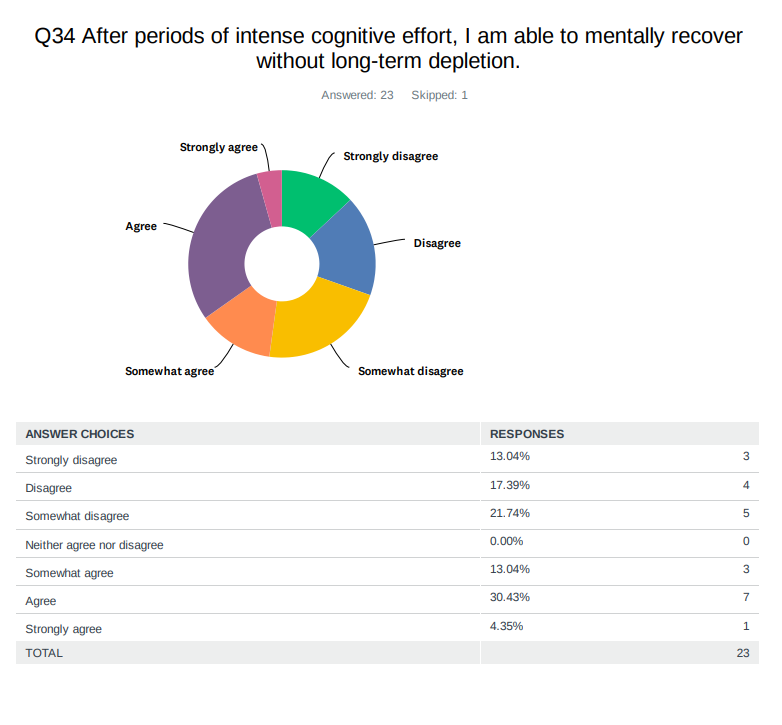 Q34 After periods of intense cognitive effort, I am able to mentally recover
without long-term depletion.
Answered: 23 Skipped: 1
Strongly agree
Strongly disagree
Agree
Disagree
Somewhat agree
Somewhat disagree
ANSWER CHOICES RESPONSES
Strongly disagree 13.04% 3
Disagree 17.39% 4
Somewhat disagree 21.74% 5
Neither agree nor disagree 0.00% 0
Somewhat agree 13.04% 3
Agree 30.43% 7
Strongly agree 4.35% 1
TOTAL 23